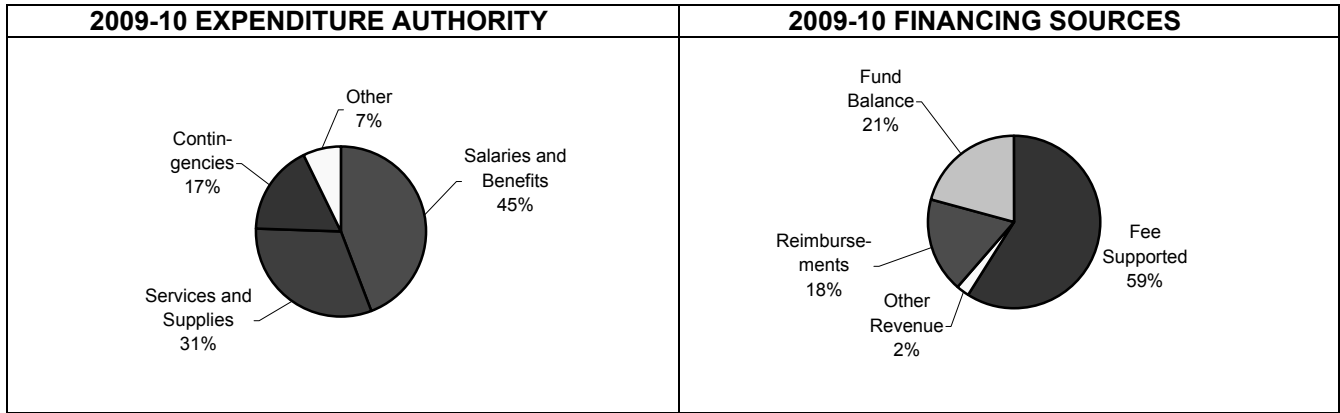 2009-10 EXPENDITURE AUTHORITY
Other
7%
Contin-
gencies
17%
Salaries and
Benefits
45%
Services and
Supplies
31%
2009-10 FINANCING SOURCES
Fund
Balance
21%
Fee
Supported
59%
Reimburse-
ments
18%
Other
Revenue
2%